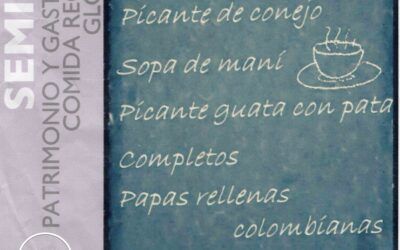 SEMI
PATRIMONIO Y GAST
COMIDA REG
GLO
Picante de conejo
Sopa de maní
Picante guata con pata
Completos
Papas rellenas
colombianas